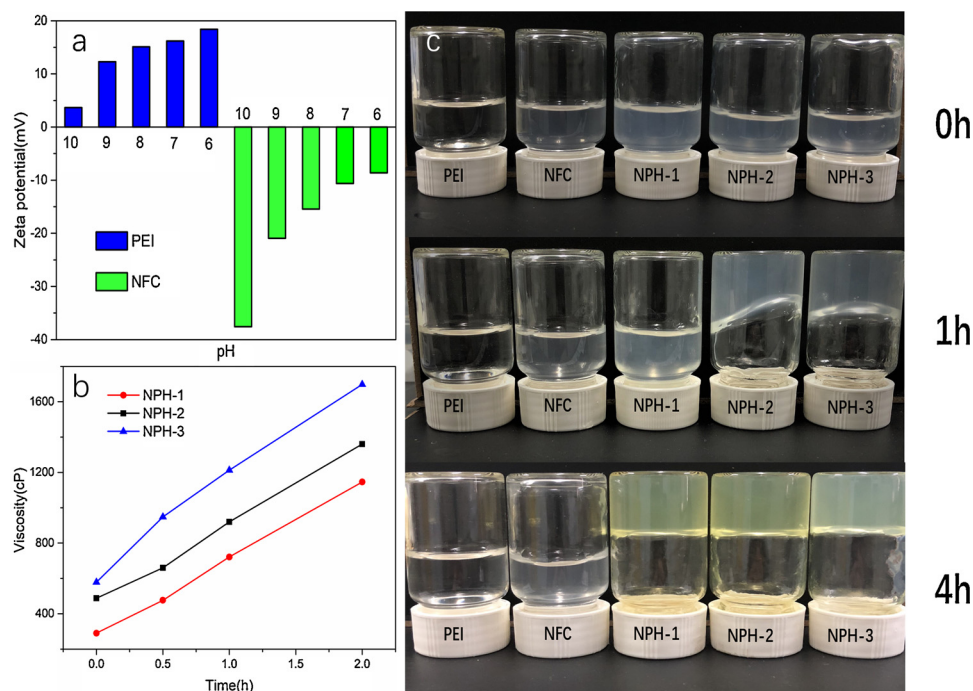 a
20
10
0
-10
-20
-30
-40
Zeta potential(mV)
10 9 8 7 6
10 9 8 7 6
PEI
NFC
pH
b
NPH-1
NPH-2
NPH-3
1600
1200
800
400
Viscosity(cP)
0.0 0.5 1.0 1.5 2.0
Time(h)
C
PEI NFC NPH-1 NPH-2 NPH-3
0h
PEI NFC NPH-1 NPH-2 NPH-3
1h
PEI NFC NPH-1 NPH-2 NPH-3
4h